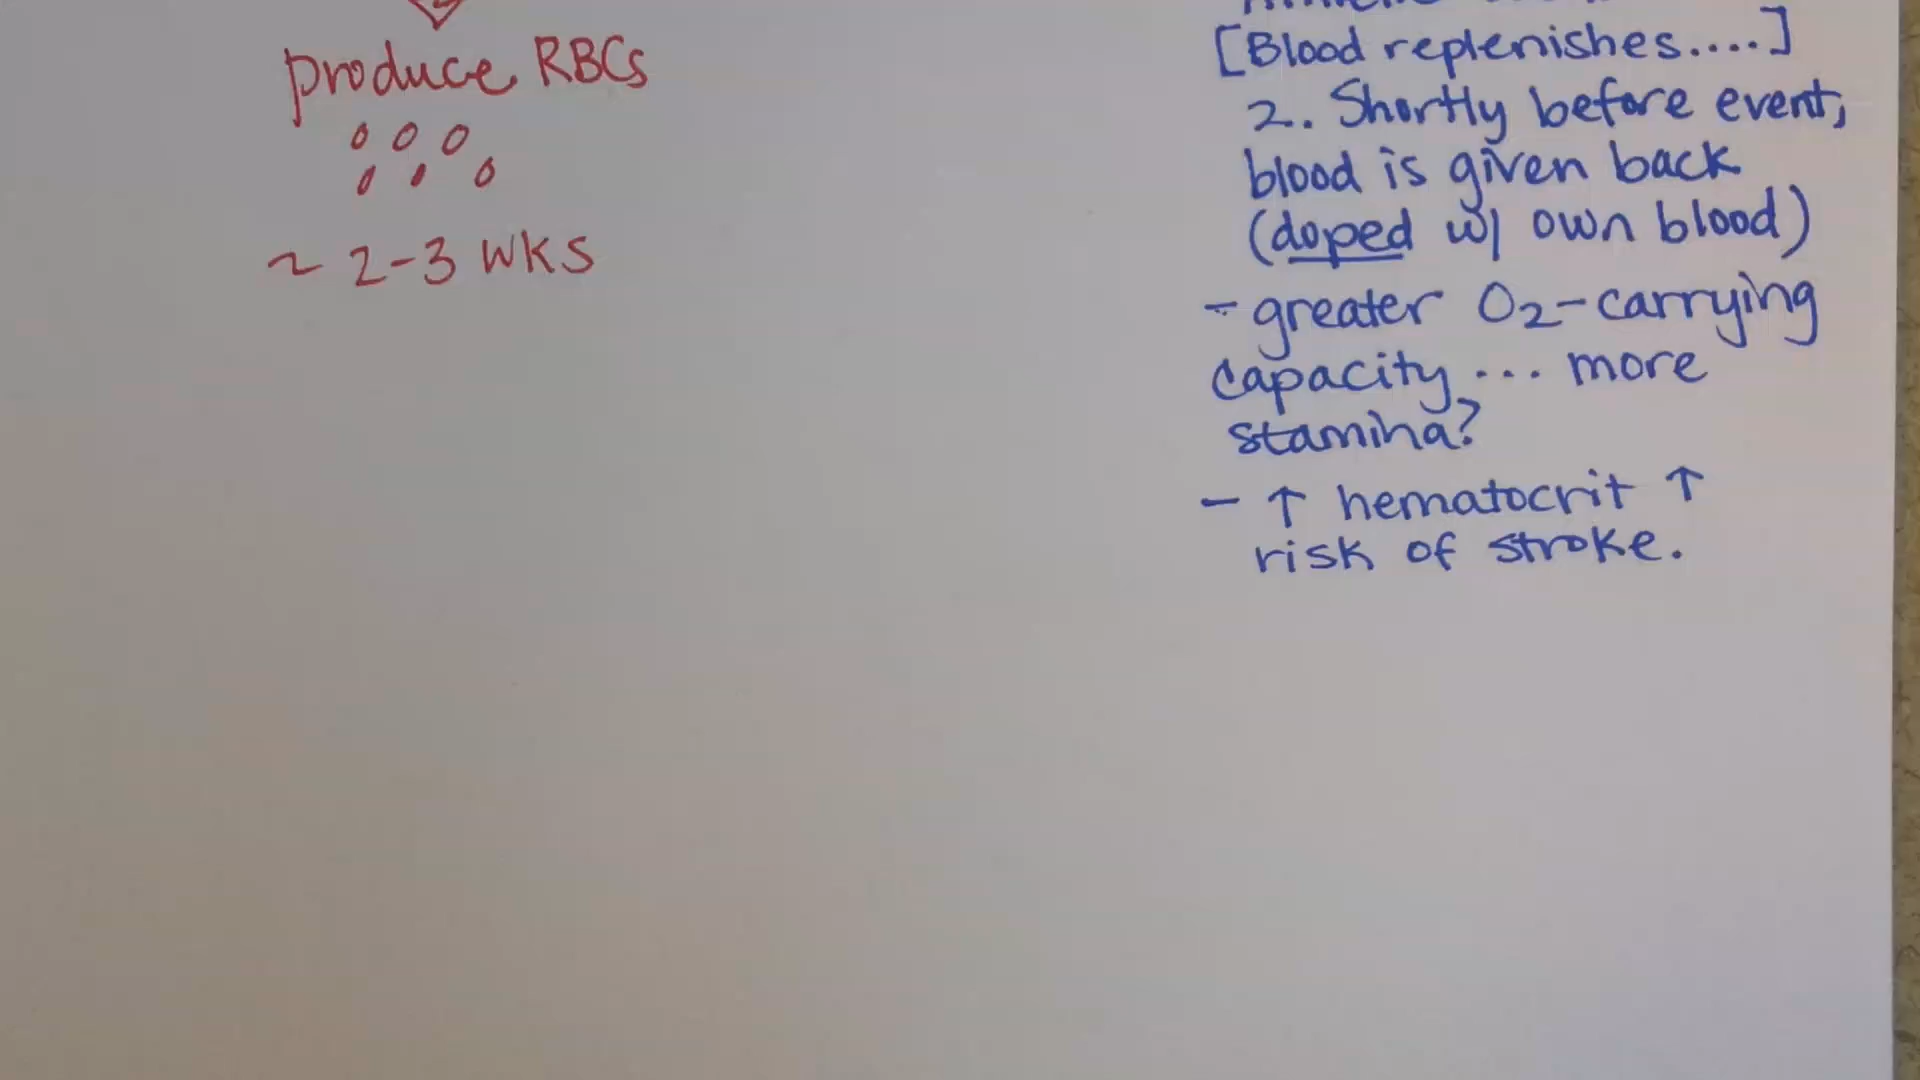 produce RBCs
~ 2-3 WKS
[Blood replenishes....]
2. Shortly before event,
blood is given back
(doped w/ own blood)
- greater O2-carrying
capacity ... more
stamina?
- ↑ hematocrit ↑
risk of stroke.